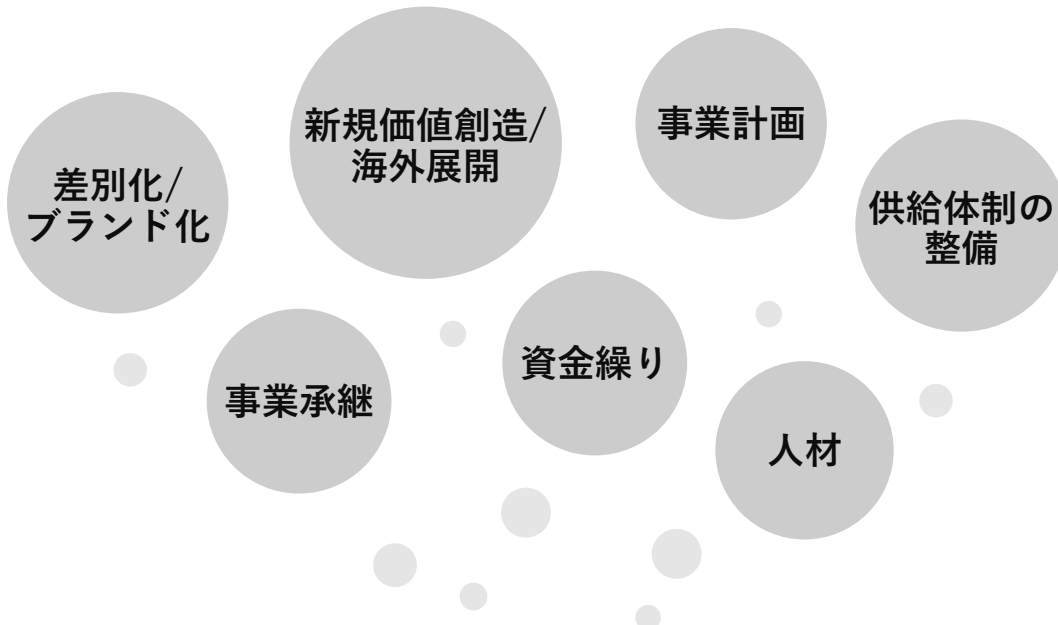 差別化/
ブランド化
新規価値創造/
海外展開
事業計画
供給体制の
整備
事業承継
資金繰り
人材